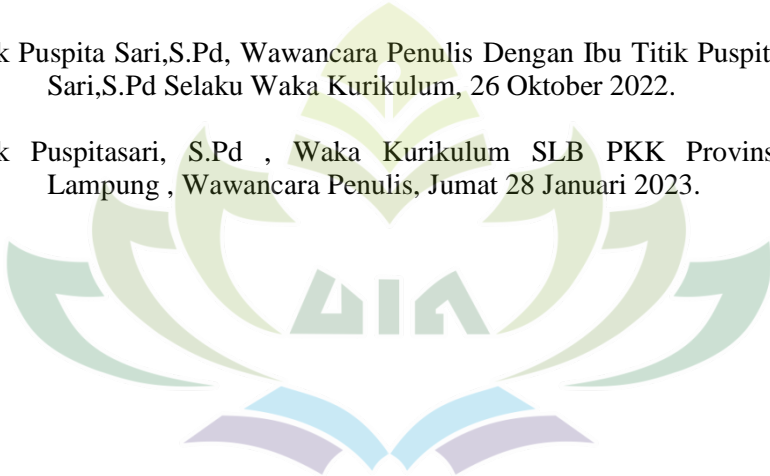 k Puspita Sari,S.Pd, Wawancara Penulis Dengan Ibu Titik Puspit
Sari,S.Pd Selaku Waka Kurikulum, 26 Oktober 2022.
k Puspitasari, S.Pd , Waka Kurikulum SLB PKK Provins
Lampung , Wawancara Penulis, Jumat 28 Januari 2023.
UIN